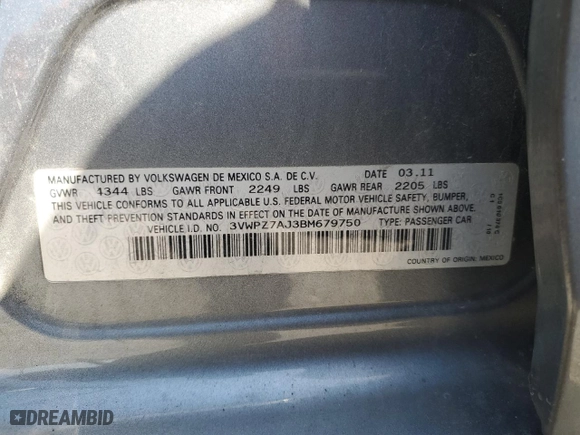 MANUFACTURED BY VOLKSWAGEN DE MEXICO S.A. DE C.V. DATE 03.11
GVWR 4344 LBS GAWR FRONT 2249 LBS GAWR REAR 2205 LBS
THIS VEHICLE CONFORMS TO ALL APPLICABLE U.S. FEDERAL MOTOR VEHICLE SAFETY, BUMPER,
AND THEFT PREVENTION STANDARDS IN EFFECT ON THE DATE OF MANUFACTURE SHOWN ABOVE.
VEHICLE I.D. NO. 3VWPZ7AJ3BM679750 TYPE: PASSENGER CAR
COUNTRY OF ORIGIN: MEXICO
DREAMBID